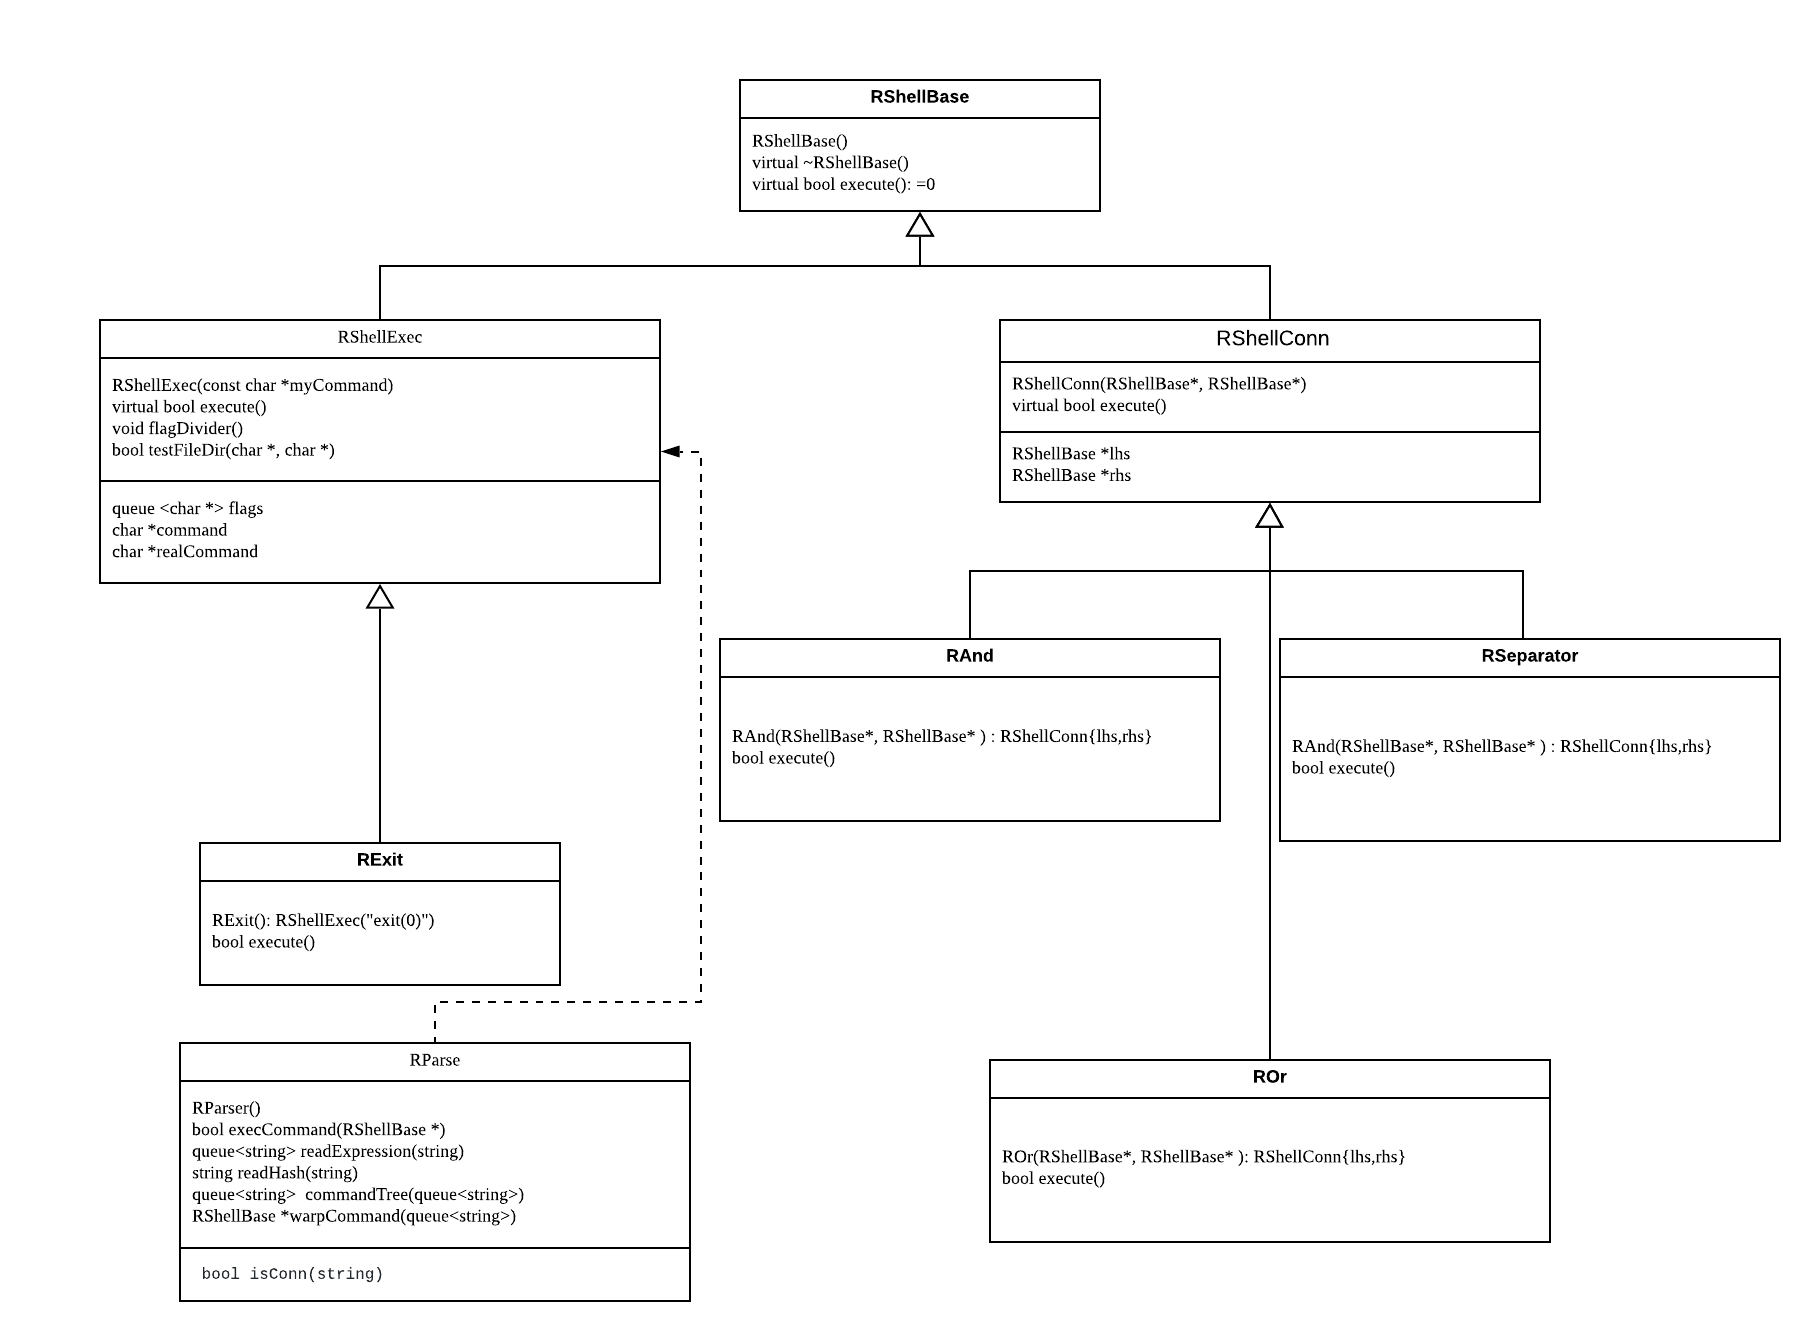 RShellBase
RShellBase()
virtual ~RShellBase()
virtual bool execute(): =0
RShellExec
RShellExec(const char *myCommand)
virtual bool execute()
void flagDivider()
bool testFileDir(char *, char *)
queue <char *> flags
char *command
char *realCommand
RShellConn
RShellConn(RShellBase*, RShellBase*)
virtual bool execute()
RShellBase *lhs
RShellBase *rhs
RAnd
RAnd(RShellBase*, RShellBase* ) : RShellConn{lhs,rhs}
bool execute()
RSeparator
RAnd(RShellBase*, RShellBase* ) : RShellConn{lhs,rhs}
bool execute()
RExit
RExit(): RShellExec("exit(0)")
bool execute()
RParse
RParser()
bool execCommand(RShellBase *)
queue<string> readExpression(string)
string readHash(string)
queue<string>  commandTree(queue<string>)
RShellBase *warpCommand(queue<string>)
bool isConn(string)
ROr
ROr(RShellBase*, RShellBase* ): RShellConn{lhs,rhs}
bool execute()